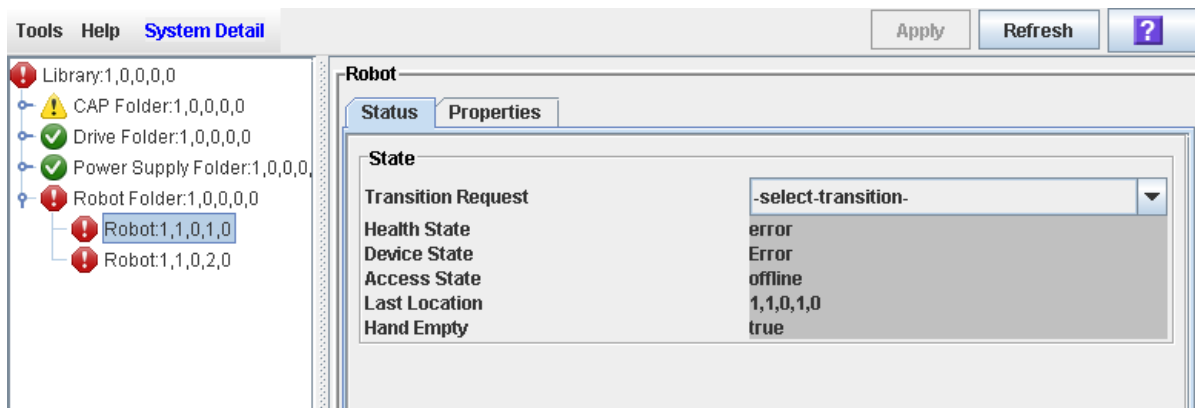 Tools Help System Detail Apply Refresh ?
Library:1,0,0,0,0
CAP Folder:1,0,0,0,0
Drive Folder:1,0,0,0,0
Power Supply Folder:1,0,0,0,
Robot Folder:1,0,0,0,0
Robot:1,1,0,1,0
Robot:1,1,0,2,0
Robot
Status Properties
State
Transition Request -select-transition-
Health State error
Device State Error
Access State offline
Last Location 1,1,0,1,0
Hand Empty true